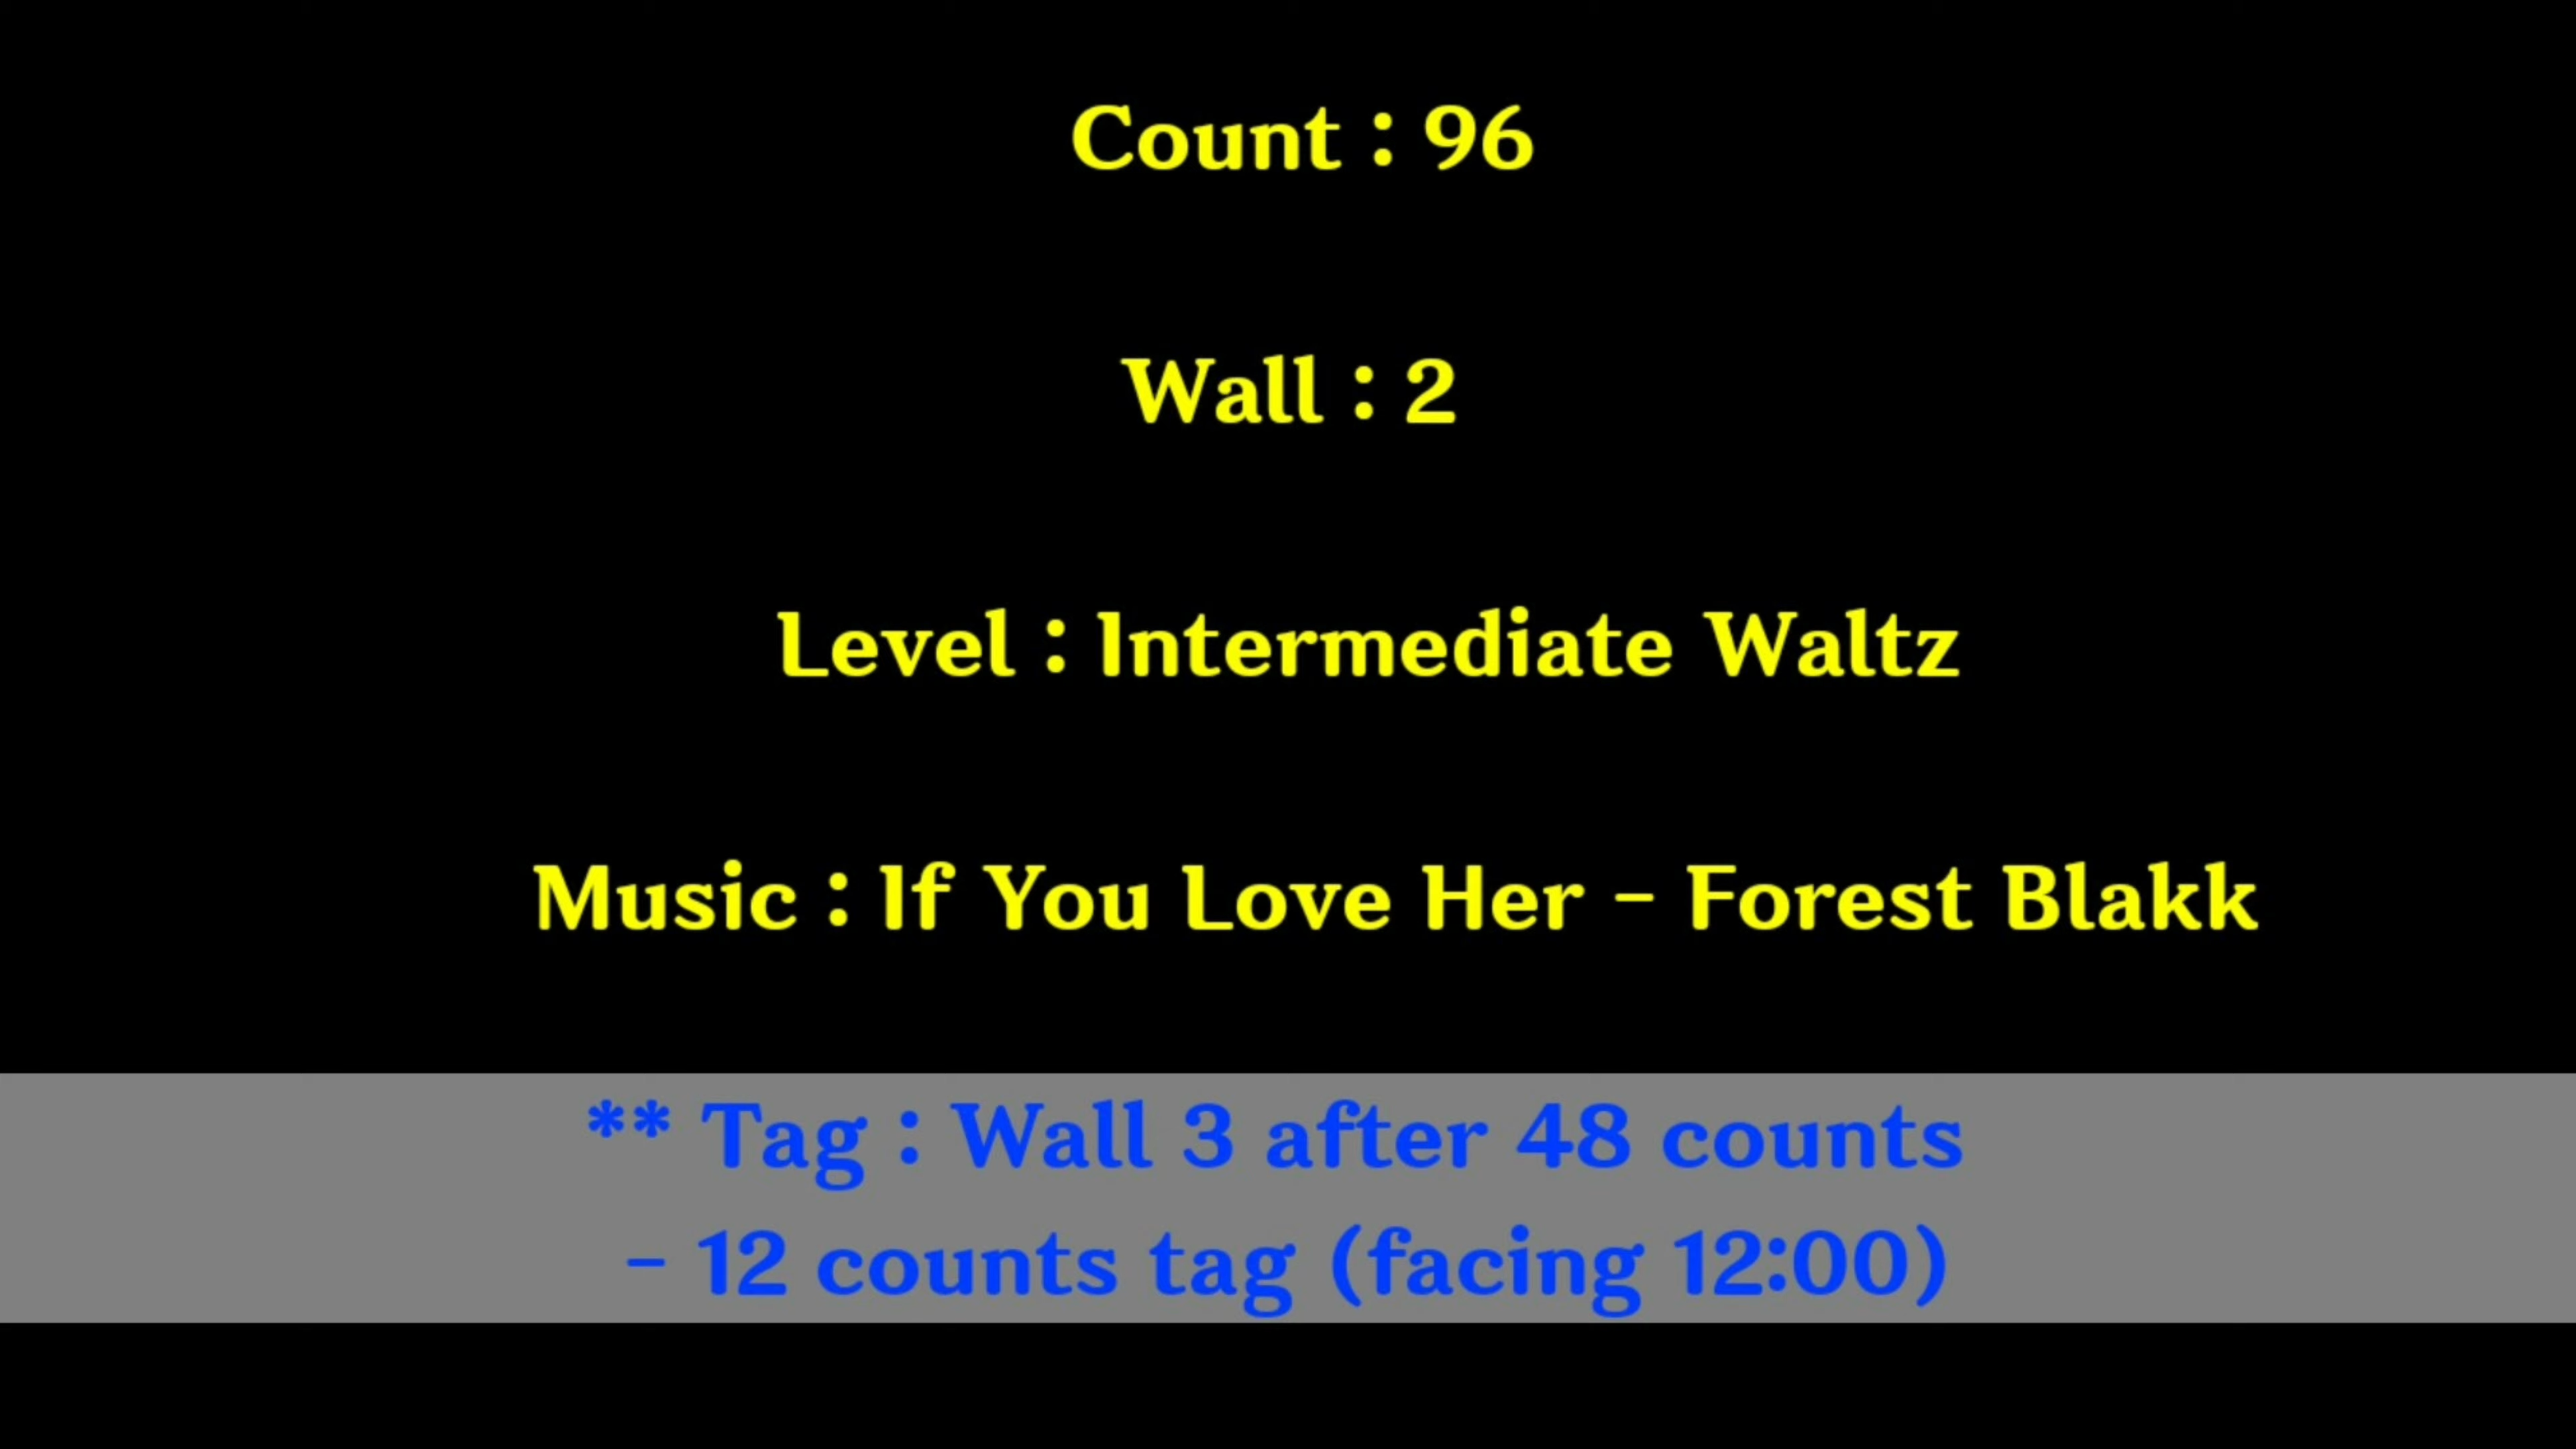 Count : 96
Wall : 2
Level : Intermediate Waltz
Music : If You Love Her - Forest Blakk
** Tag : Wall 3 after 48 counts
- 12 counts tag (facing 12:00)